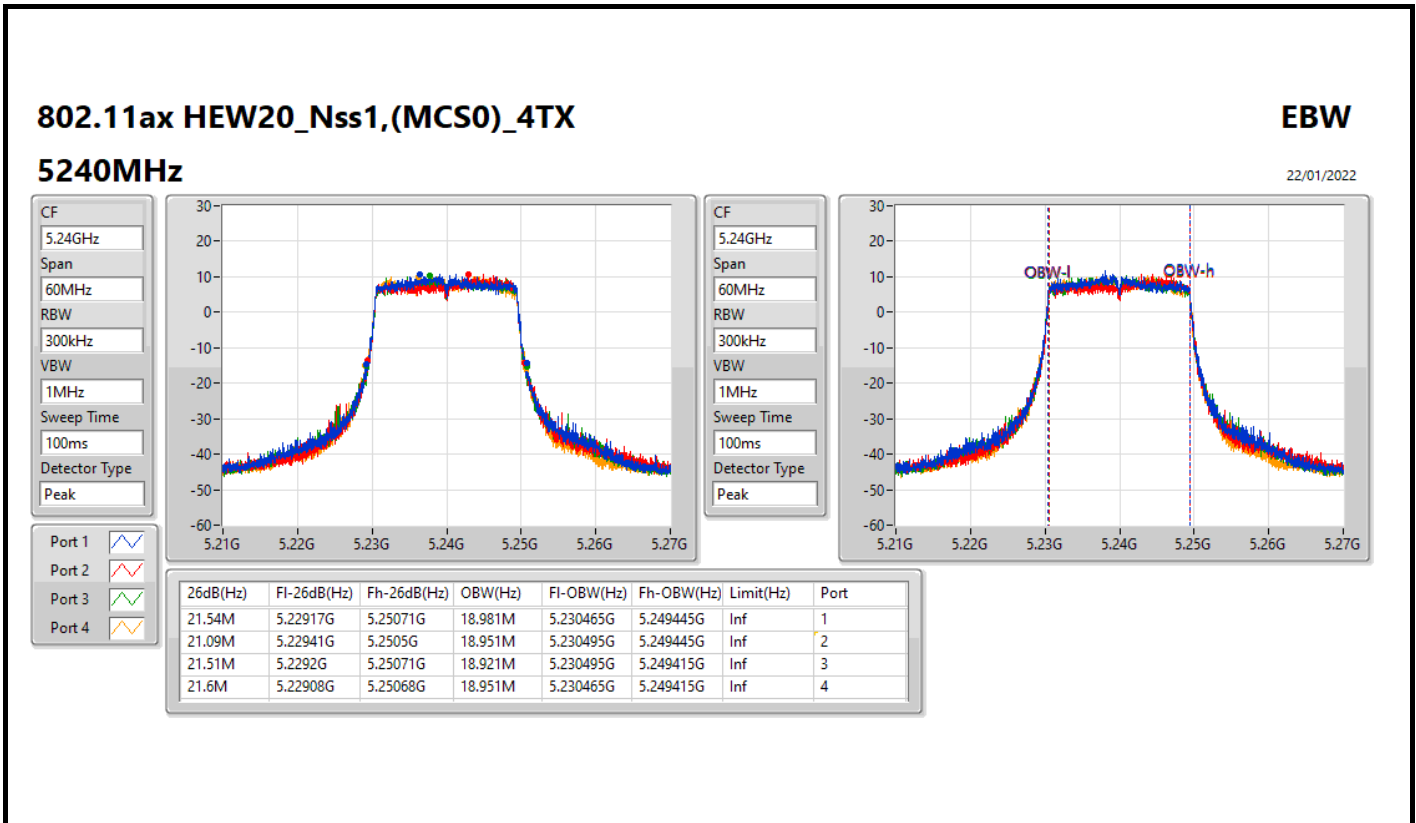 802.11ax HEW20_Nss1,(MCS0)_4TX EBW
5240MHz 22/01/2022
CF
5.24GHz
Span
60MHz
RBW
300kHz
VBW
1MHz
Sweep Time
100ms
Detector Type
Peak
30
20
10
0
-10
-20
-30
-40
-50
-60
5.21G 5.22G 5.23G 5.24G 5.25G 5.26G 5.27G
CF
5.24GHz
Span
60MHz
RBW
300kHz
VBW
1MHz
Sweep Time
100ms
Detector Type
Peak
30
20
10
0
-10
-20
-30
-40
-50
-60
OBW-l OBW-h
5.21G 5.22G 5.23G 5.24G 5.25G 5.26G 5.27G
Port 1
Port 2
Port 3
Port 4
26dB(Hz) Fl-26dB(Hz) Fh-26dB(Hz) OBW(Hz) Fl-OBW(Hz) Fh-OBW(Hz) Limit(Hz) Port
21.54M 5.22917G 5.25071G 18.981M 5.230465G 5.249445G Inf 1
21.09M 5.22941G 5.2505G 18.951M 5.230495G 5.249445G Inf 2
21.51M 5.2292G 5.25071G 18.921M 5.230495G 5.249415G Inf 3
21.6M 5.22908G 5.25068G 18.951M 5.230465G 5.249415G Inf 4